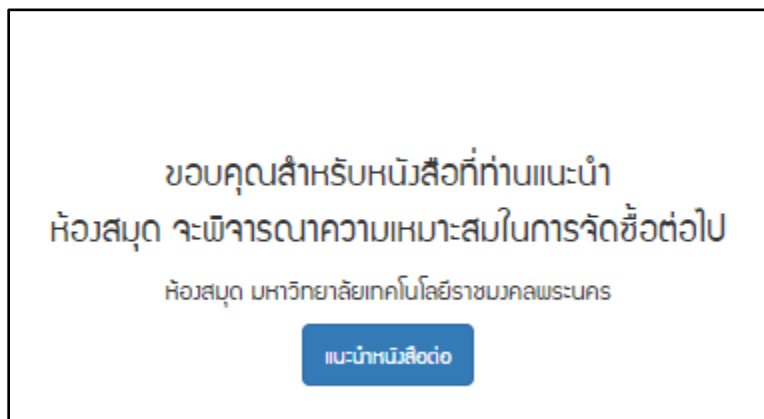 ขอบคุณสำหรับหนังสือที่ท่านแนะนำ
ห้องสมุด จะพิจารณาความเหมาะสมในการจัดซื้อต่อไป
ห้องสมุด มหาวิทยาลัยเทคโนโลยีราชมงคลพระนคร
แนะนำหนังสือต่อ